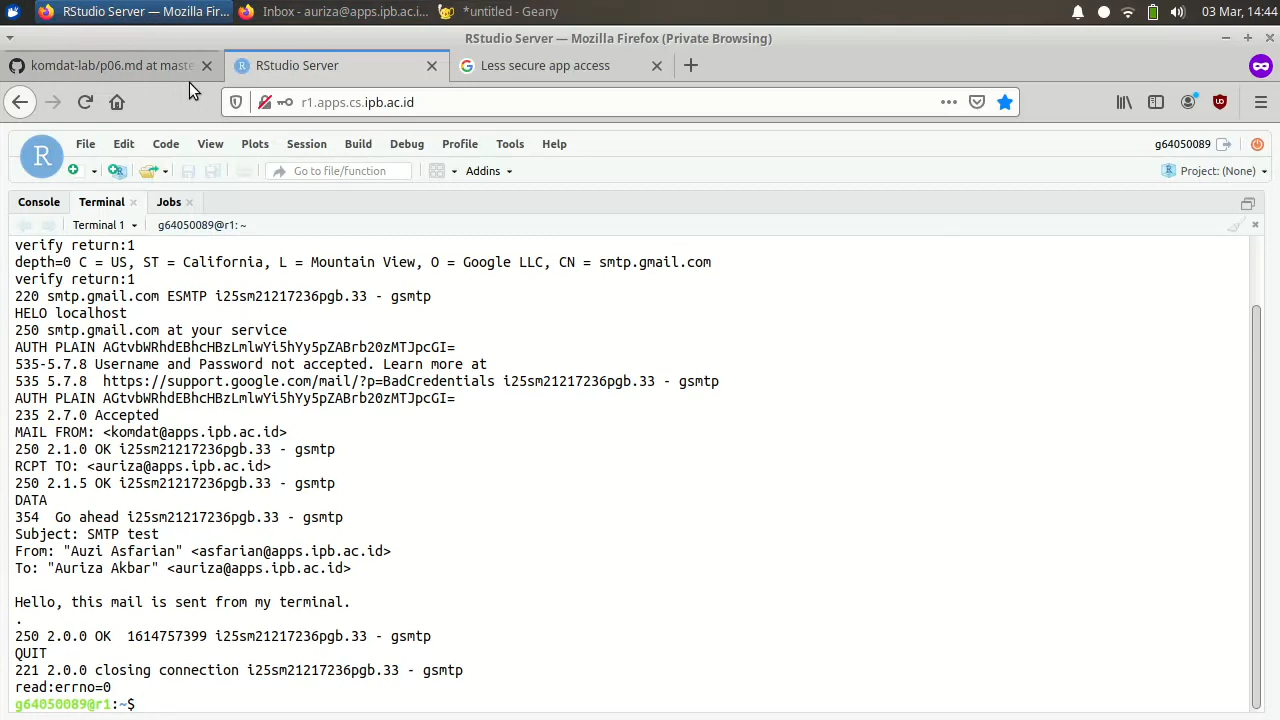 RStudio Server — Mozilla Fir...
Inbox - auriza@apps.ipb.ac.i...
*untitled - Geany
03 Mar, 14:44
RStudio Server — Mozilla Firefox (Private Browsing)
komdat-lab/p06.md at maste
RStudio Server
Less secure app access
r1.apps.cs.ipb.ac.id
R
File Edit Code View Plots Session Build Debug Profile Tools Help
g64050089
Go to file/function
Addins
Project: (None)
Console Terminal Jobs
Terminal 1
g64050089@r1: ~
verify return:1
depth=0 C = US, ST = California, L = Mountain View, O = Google LLC, CN = smtp.gmail.com
verify return:1
220 smtp.gmail.com ESMTP i25sm21217236pgb.33 - gsmtp
HELO localhost
250 smtp.gmail.com at your service
AUTH PLAIN AGtvbWRhdEBhcHBzLmlwYi5hYy5pZABrb20zMTJpcGI=
535-5.7.8 Username and Password not accepted. Learn more at
535 5.7.8  https://support.google.com/mail/?p=BadCredentials i25sm21217236pgb.33 - gsmtp
AUTH PLAIN AGtvbWRhdEBhcHBzLmlwYi5hYy5pZABrb20zMTJpcGI=
235 2.7.0 Accepted
MAIL FROM: <komdat@apps.ipb.ac.id>
250 2.1.0 OK i25sm21217236pgb.33 - gsmtp
RCPT TO: <auriza@apps.ipb.ac.id>
250 2.1.5 OK i25sm21217236pgb.33 - gsmtp
DATA
354  Go ahead i25sm21217236pgb.33 - gsmtp
Subject: SMTP test
From: "Auzi Asfarian" <asfarian@apps.ipb.ac.id>
To: "Auriza Akbar" <auriza@apps.ipb.ac.id>
Hello, this mail is sent from my terminal.
.
250 2.0.0 OK  1614757399 i25sm21217236pgb.33 - gsmtp
QUIT
221 2.0.0 closing connection i25sm21217236pgb.33 - gsmtp
read:errno=0
g64050089@r1:~$